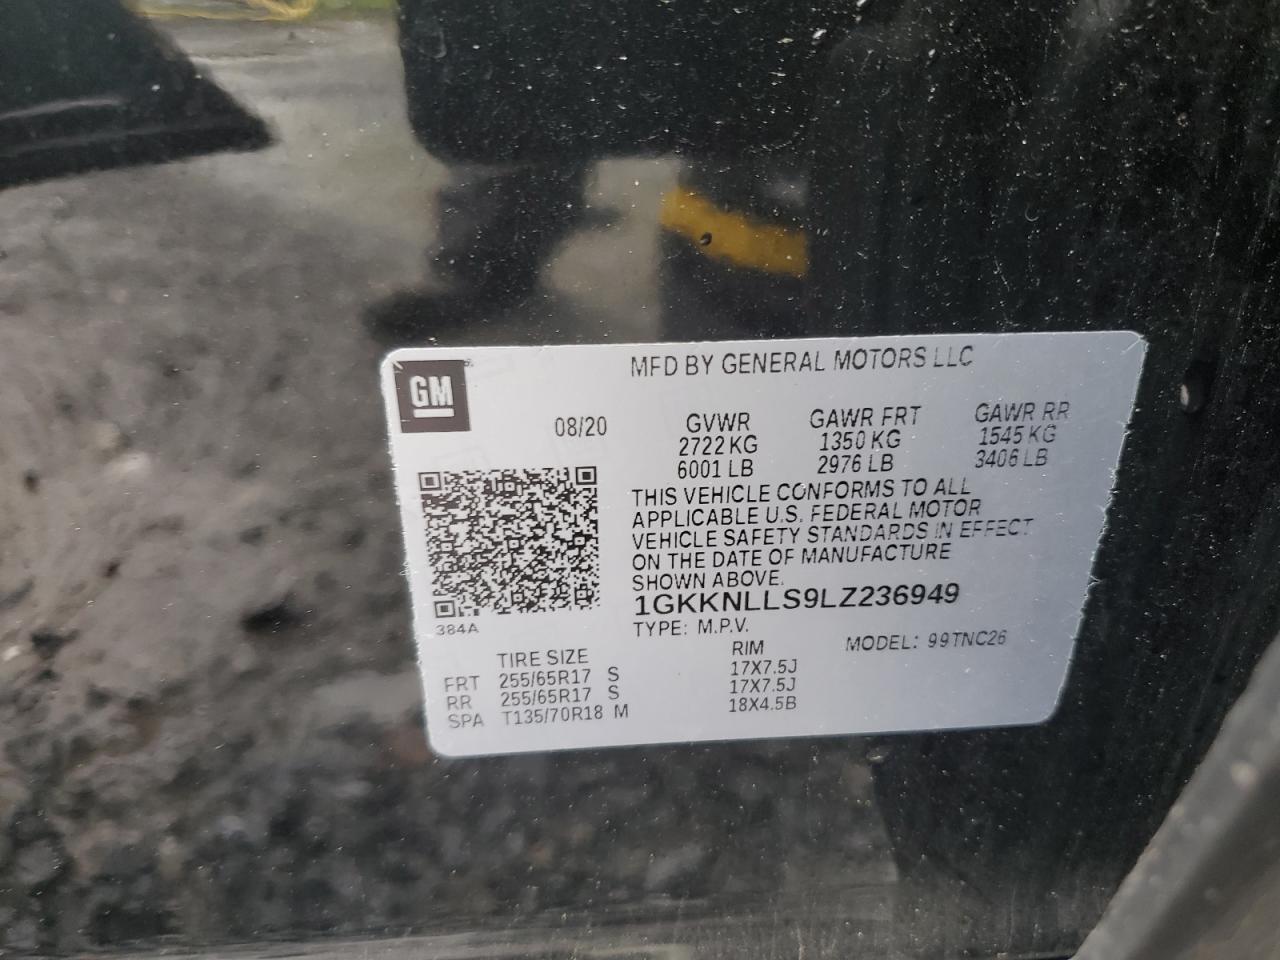 MFD BY GENERAL MOTORS LLC
GM
08/20
GVWR GAWR FRT GAWR RR
2722 KG 1350 KG 1545 KG
6001 LB 2976 LB 3406 LB
THIS VEHICLE CONFORMS TO ALL
APPLICABLE U.S. FEDERAL MOTOR
VEHICLE SAFETY STANDARDS IN EFFECT
ON THE DATE OF MANUFACTURE
SHOWN ABOVE.
1GKKNLLS9LZ236949
TYPE: M.P.V. MODEL: 99TNC26
384A
TIRE SIZE RIM
FRT 255/65R17 S 17X7.5J
RR 255/65R17 S 17X7.5J
SPA T135/70R18 M 18X4.5B